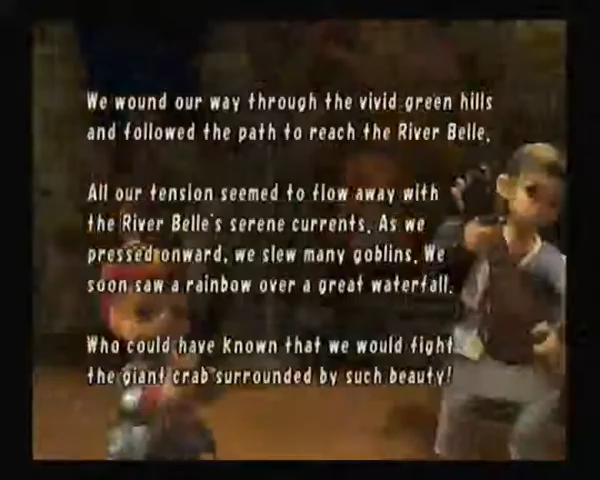 We wound our way through the vivid green hills
and followed the path to reach the River Belle.
All our tension seemed to flow away with
the River Belle's serene currents. As we
pressed onward, we slew many goblins. We
soon saw a rainbow over a great waterfall.
Who could have known that we would fight
the giant crab surrounded by such beauty!